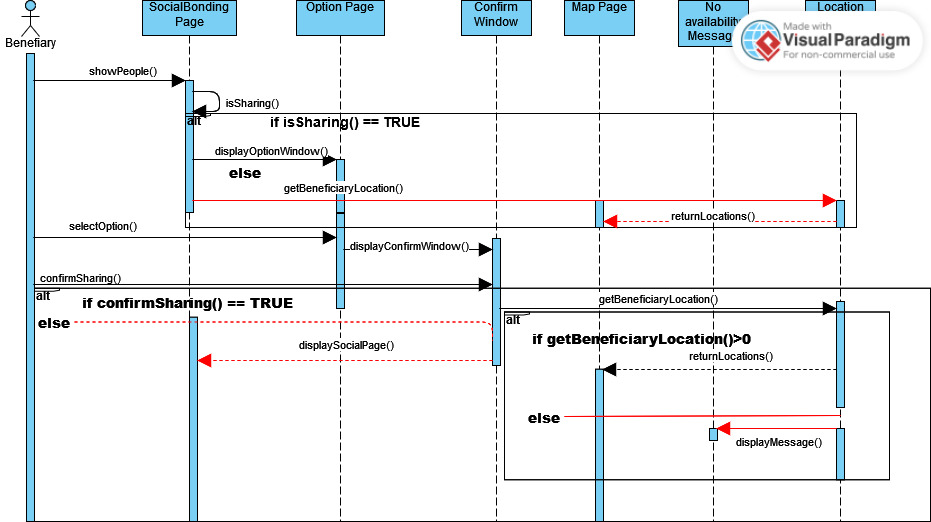 SocialBonding
Page
Option Page
Confirm
Window
Map Page
No
availability
Message
Location
Made with
VisualParadigm
For non-commercial use
Benefiary
showPeople()
isSharing()
alt
if isSharing() == TRUE
displayOptionWindow()
else
getBeneficiaryLocation()
returnLocations()
selectOption()
displayConfirmWindow()
confirmSharing()
alt
if confirmSharing() == TRUE
getBeneficiaryLocation()
else
alt
displaySocialPage()
if getBeneficiaryLocation()>0
returnLocations()
else
displayMessage()